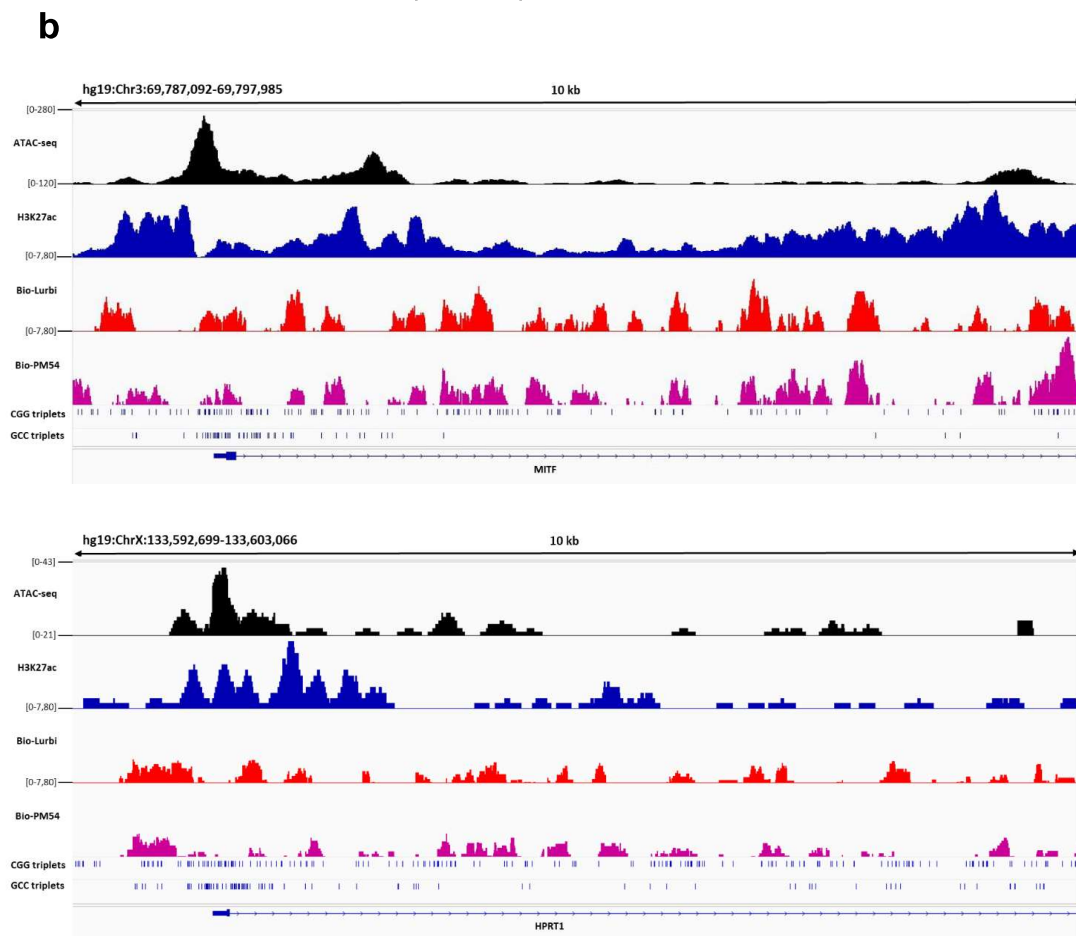 b
hg19:Chr3:69,787,092-69,797,985
10 kb
[0-280]
ATAC-seq
[0-120]
H3K27ac
[0-7,80]
Bio-Lurbi
[0-7,80]
Bio-PM54
CGG triplets
GCC triplets
MITF
hg19:ChrX:133,592,699-133,603,066
10 kb
[0-43]
ATAC-seq
[0-21]
H3K27ac
[0-7,80]
Bio-Lurbi
[0-7,80]
Bio-PM54
CGG triplets
GCC triplets
HPRT1